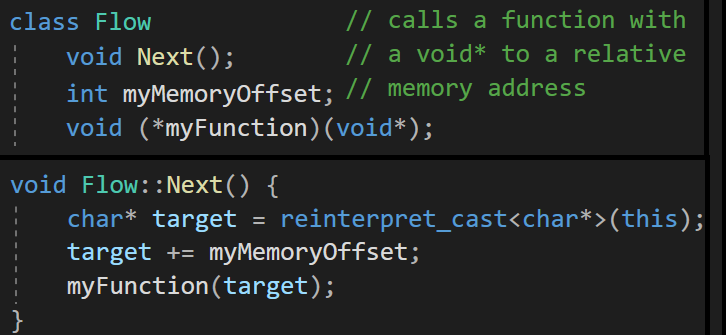 class Flow // calls a function with
void Next(); // a void* to a relative
int myMemoryOffset; // memory address
void (*myFunction)(void*);
void Flow::Next() {
char* target = reinterpret_cast<char*>(this);
target += myMemoryOffset;
myFunction(target);
}